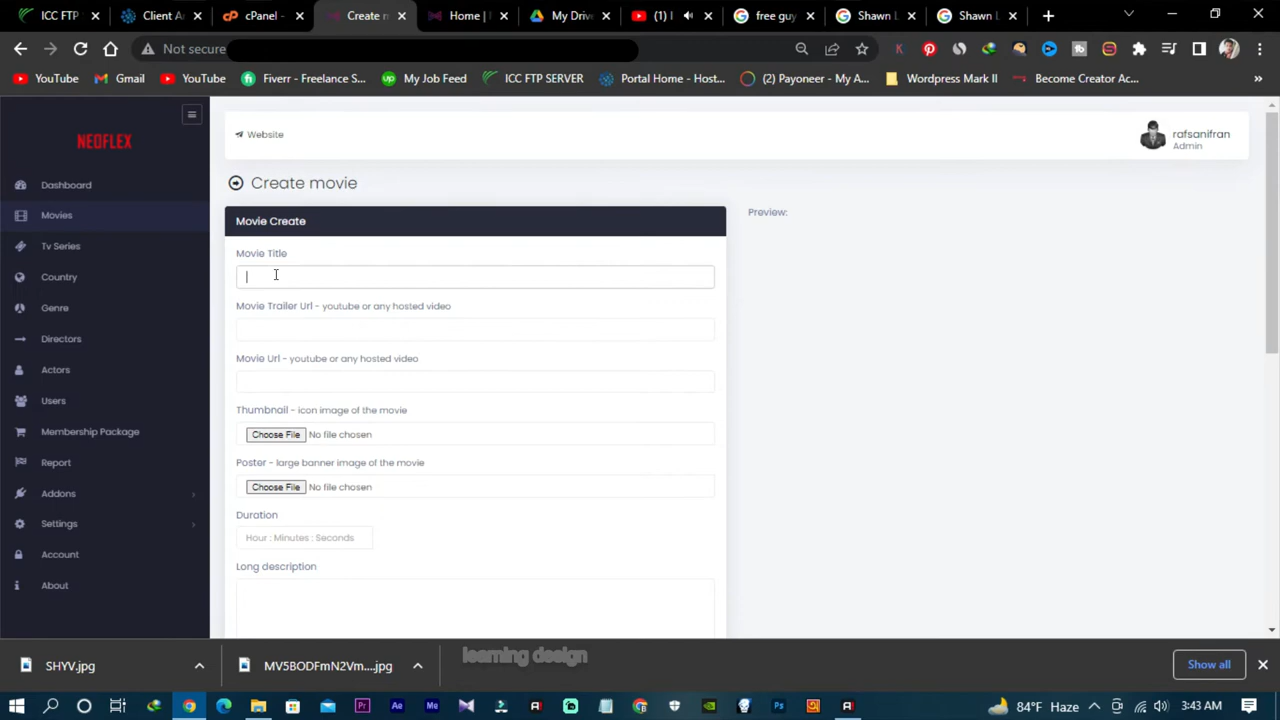 ICC FTP
Client Ar
cPanel -
Create m
Home |
My Drive
(1)
free guy
Shawn L
Shawn L
Not secure
YouTube
Gmail
YouTube
Fiverr - Freelance S...
My Job Feed
ICC FTP SERVER
Portal Home - Host...
(2) Payoneer - My A...
Wordpress Mark II
Become Creator Ac...
»
NEOFLEX
Website
rafsanifran
Admin
Dashboard
Movies
Tv Series
Country
Genre
Directors
Actors
Users
Membership Package
Report
Addons
Settings
Account
About
Create movie
Movie Create
Preview:
Movie Title
Movie Trailer Url - youtube or any hosted video
Movie Url - youtube or any hosted video
Thumbnail - icon image of the movie
Choose File No file chosen
Poster - large banner image of the movie
Choose File No file chosen
Duration
Hour : Minutes : Seconds
Long description
SHYV.jpg
MV5BODFmN2Vm....jpg
learning design
Show all
84°F Haze
3:43 AM